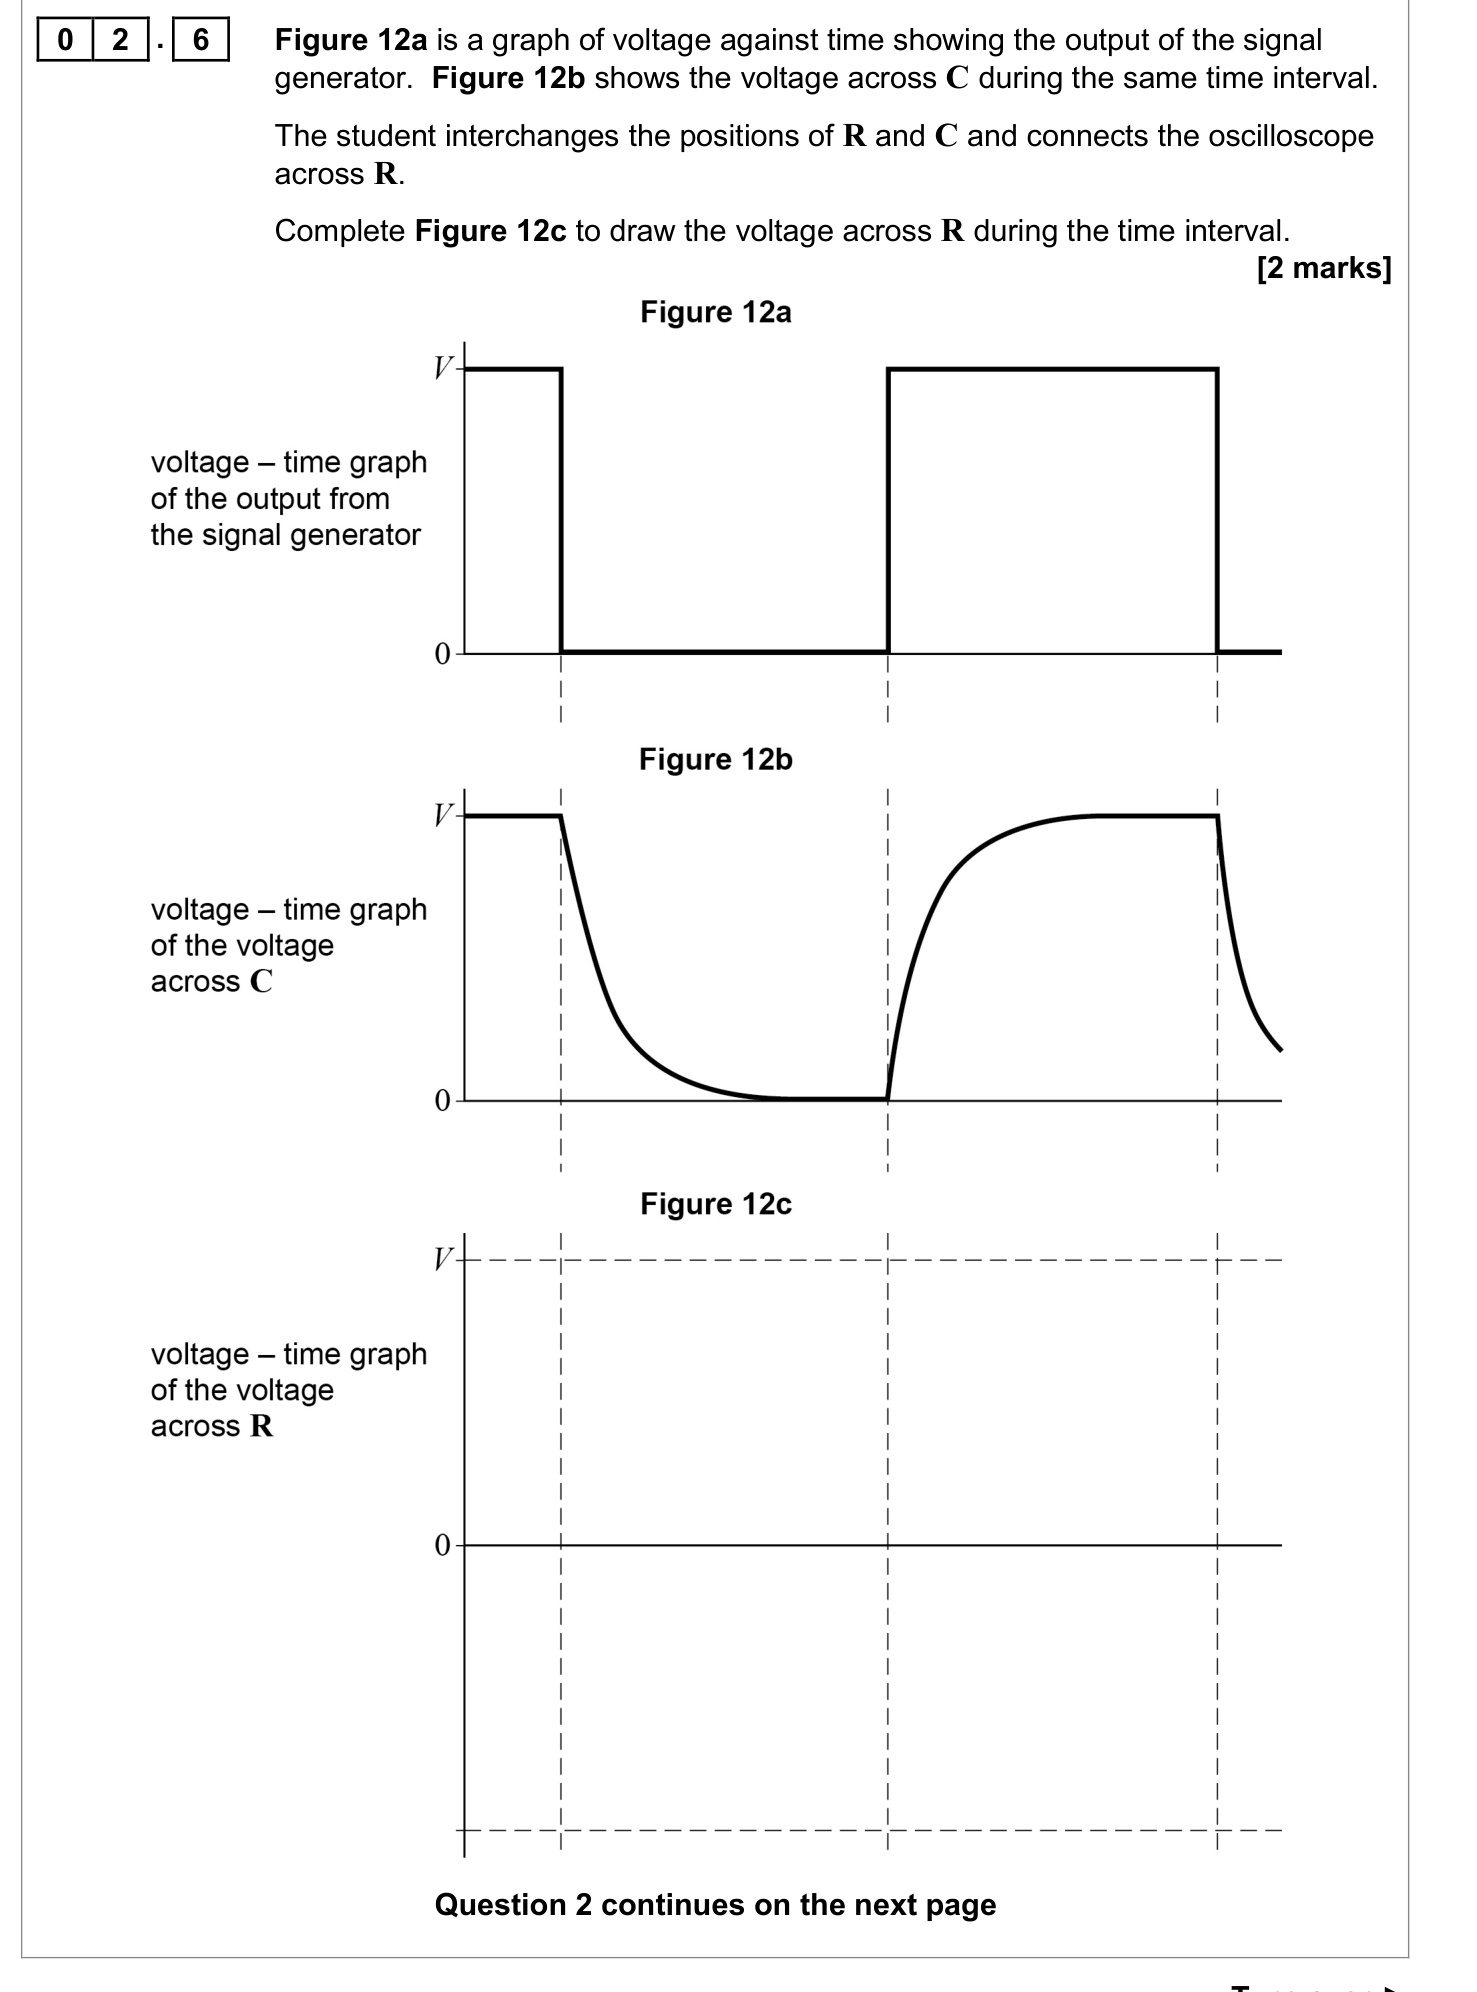 0 2 . 6
Figure 12a is a graph of voltage against time showing the output of the signal
generator. Figure 12b shows the voltage across C during the same time interval.
The student interchanges the positions of R and C and connects the oscilloscope
across R.
Complete Figure 12c to draw the voltage across R during the time interval.
[2 marks]
Figure 12a
V
voltage – time graph
of the output from
the signal generator
0
Figure 12b
V
voltage – time graph
of the voltage
across C
0
Figure 12c
V
voltage – time graph
of the voltage
across R
0
Question 2 continues on the next page